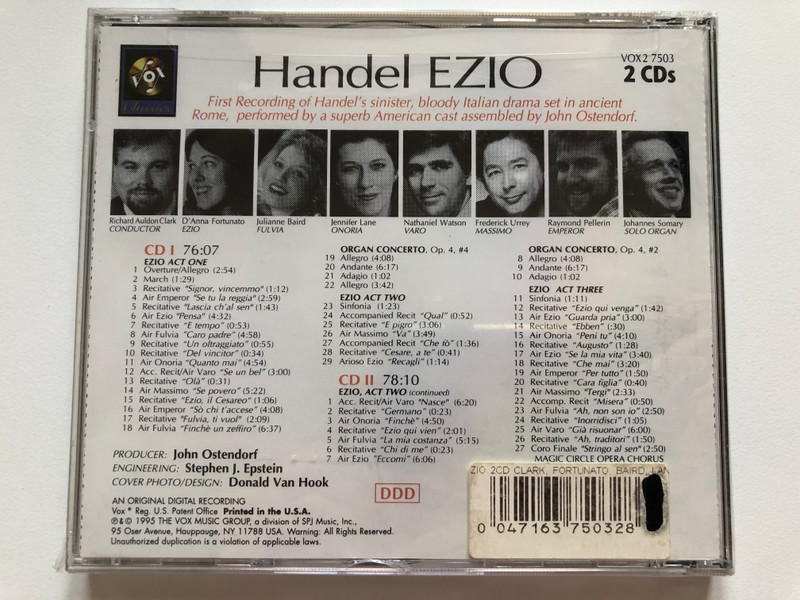 VOX
Classics
Handel EZIO
VOX2 7503
2 CDs
First Recording of Handel's sinister, bloody Italian drama set in ancient
Rome, performed by a superb American cast assembled by John Ostendorf.
Richard Auldon Clark
CONDUCTOR
D'Anna Fortunato
EZIO
Julianne Baird
FULVIA
Jennifer Lane
ONORIA
Nathaniel Watson
VARO
Frederick Urrey
MASSIMO
Raymond Pellerin
EMPEROR
Johannes Somary
SOLO ORGAN
CD I 76:07
EZIO ACT ONE
1 Overture/Allegro (2:54)
2 March (1:29)
3 Recitative "Signor, vincemmo" (1:12)
4 Air Emperor "Se tu la reggia" (2:59)
5 Recitative "Lascia ch'al sen" (1:43)
6 Air Ezio "Pensa" (4:32)
7 Recitative "E tempo" (0:53)
8 Air Fulvia "Caro padre" (4:58)
9 Recitative "Un oltraggiato" (0:55)
10 Recitative "Del vincitor" (0:34)
11 Air Onoria "Quanto mai" (4:54)
12 Acc. Recit/Air Varo "Se un bel" (3:00)
13 Recitative "Olà" (0:31)
14 Air Massimo "Se povero" (5:22)
15 Recitative "Ezio, il Cesareo" (1:06)
16 Air Emperor "Sò chi t'accese" (4:08)
17 Recitative "Fulvia, ti vuol" (2:09)
18 Air Fulvia "Finchè un zeffiro" (6:37)
ORGAN CONCERTO, Op. 4, #4
19 Allegro (4:08)
20 Andante (6:17)
21 Adagio (1:02
22 Allegro (3:42)
EZIO ACT TWO
23 Sinfonia (1:23)
24 Accompanied Recit "Qual" (0:52)
25 Recitative "E pigro" (3:06)
26 Air Massimo "Va" (3:49)
27 Accompanied Recit "Che fò" (1:36)
28 Recitative "Cesare, a te" (0:41)
29 Arioso Ezio "Recagli" (1:14)
CD II 78:10
EZIO, ACT TWO (continued)
1 Acc. Recit/Air Varo "Nasce" (6:20)
2 Recitative "Germano" (0:23)
3 Air Onoria "Finchè" (4:50)
4 Recitative "Ezio qui vien" (2:01)
5 Air Fulvia "La mia costanza" (5:15)
6 Recitative "Chi di me" (0:23)
7 Air Ezio "Eccomi" (6:06)
ORGAN CONCERTO, Op. 4, #2
8 Allegro (4:08)
9 Andante (6:17)
10 Adagio 1:02
EZIO ACT THREE
11 Sinfonia (1:11)
12 Recitative "Ezio qui venga" (1:42)
13 Air Ezio "Guarda pria" (3:00)
14 Recitative "Ebben" (:30)
15 Air Onoria "Peni tu" (4:10)
16 Recitative "Augusto" (1:28)
17 Air Ezio "Se la mia vita" (3:40)
18 Recitative "Che mai" (3:20)
19 Air Emperor "Per tutto" (1:50)
20 Recitative "Cara figlia" (0:40)
21 Air Massimo "Tergi" (2:33)
22 Accomp. Recit "Misera" (0:50)
23 Air Fulvia "Ah, non son io" (2:50)
24 Recitative "Inorridisci" (1:05)
25 Air Varo "Già risuonar" (6:00)
26 Recitative "Ah, traditori" (1:50)
27 Coro Finale "Stringo al sen" (2:50)
MAGIC CIRCLE OPERA CHORUS
PRODUCER: John Ostendorf
ENGINEERING: Stephen J. Epstein
COVER PHOTO/DESIGN: Donald Van Hook
DDD
AN ORIGINAL DIGITAL RECORDING
Vox ® Reg. U.S. Patent Office Printed in the U.S.A.
℗ & © 1995 THE VOX MUSIC GROUP, a division of SPJ Music, Inc.,
95 Oser Avenue, Hauppauge, NY 11788 USA. Warning: All Rights Reserved.
Unauthorized duplication is a violation of applicable laws.
ZIO 2CD CLARK, FORTUNATO, BAIRD, LAN
0 047163 750328